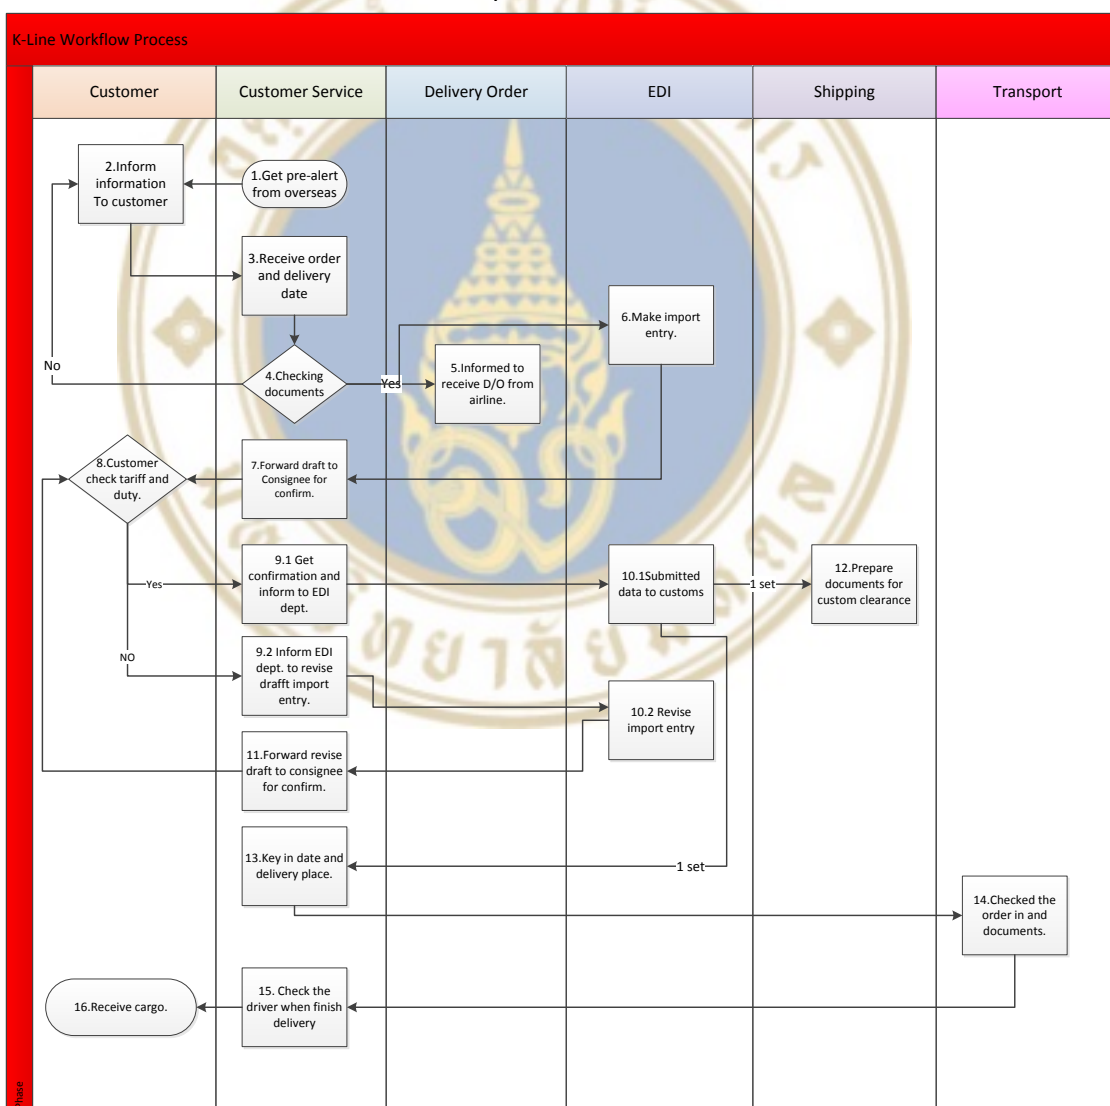 K-Line Workflow Process
Customer
Customer Service
Delivery Order
EDI
Shipping
Transport
2.Inform
information
To customer
1.Get pre-alert
from overseas
3.Receive order
and delivery
date
6.Make import
entry.
No
4.Checking
documents
Yes
5.Informed to
receive D/O from
airline.
8.Customer
check tariff and
duty.
7.Forward draft to
Consignee for
confirm.
Yes
9.1 Get
confirmation and
inform to EDI
dept.
10.1Submitted
data to customs
1 set
12.Prepare
documents for
custom clearance
NO
9.2 Inform EDI
dept. to revise
drafft import
entry.
10.2 Revise
import entry
11.Forward revise
draft to consignee
for confirm.
13.Key in date and
delivery place.
1 set
14.Checked the
order in and
documents.
16.Receive cargo.
15. Check the
driver when finish
delivery
Phase